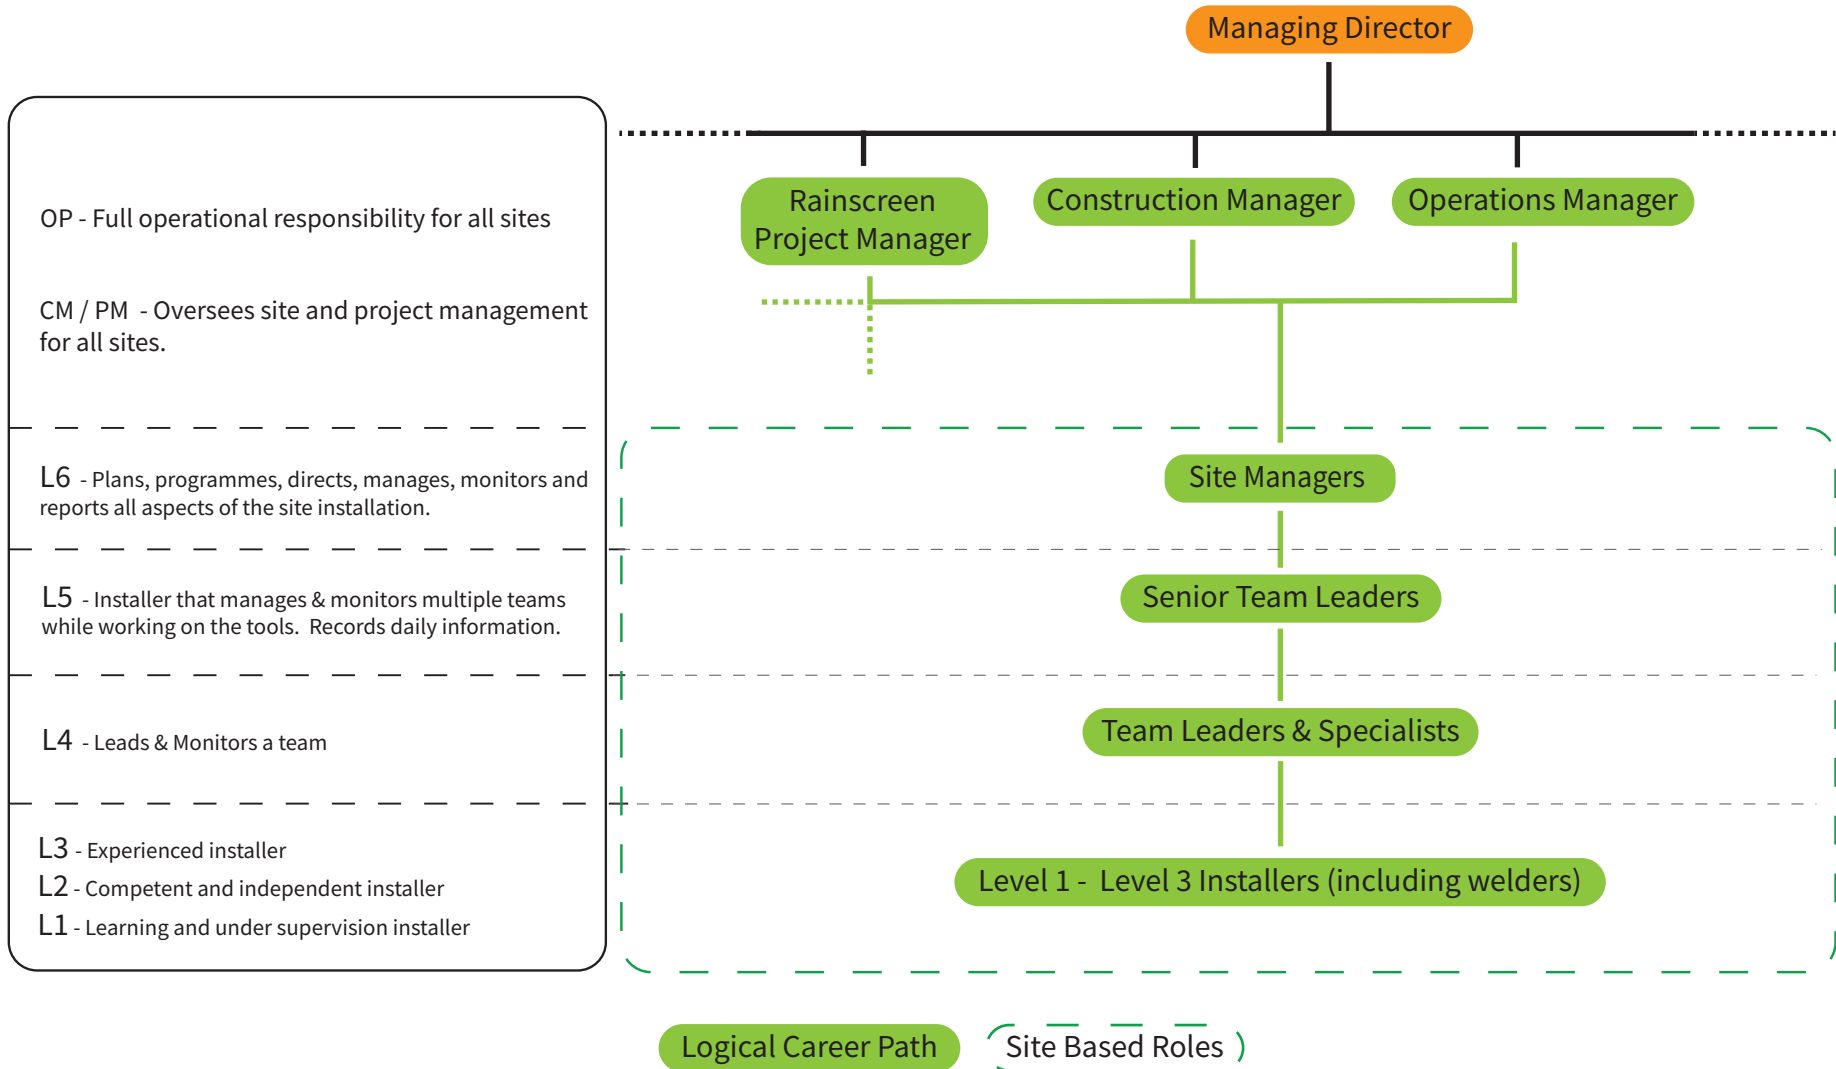 Managing Director
Rainscreen
Project Manager
Construction Manager
Operations Manager
OP - Full operational responsibility for all sites
CM / PM - Oversees site and project management
for all sites.
L6 - Plans, programmes, directs, manages, monitors and
reports all aspects of the site installation.
Site Managers
L5 - Installer that manages & monitors multiple teams
while working on the tools. Records daily information.
Senior Team Leaders
L4 - Leads & Monitors a team
Team Leaders & Specialists
L3 - Experienced installer
L2 - Competent and independent installer
L1 - Learning and under supervision installer
Level 1 - Level 3 Installers (including welders)
Logical Career Path
Site Based Roles